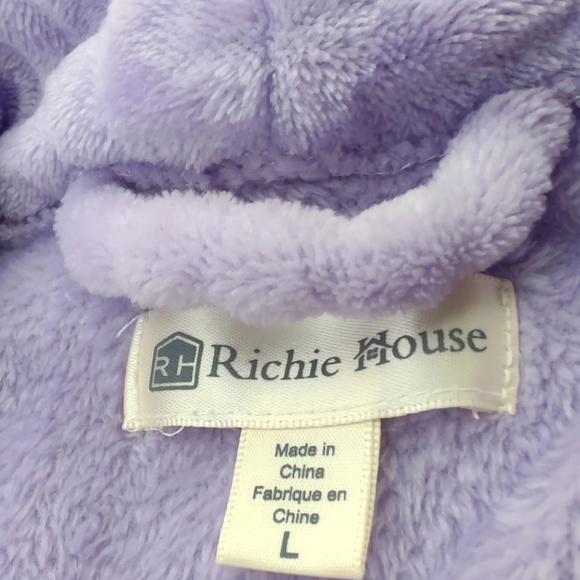 RH Richie House
Made in
China
Fabrique en
Chine
L